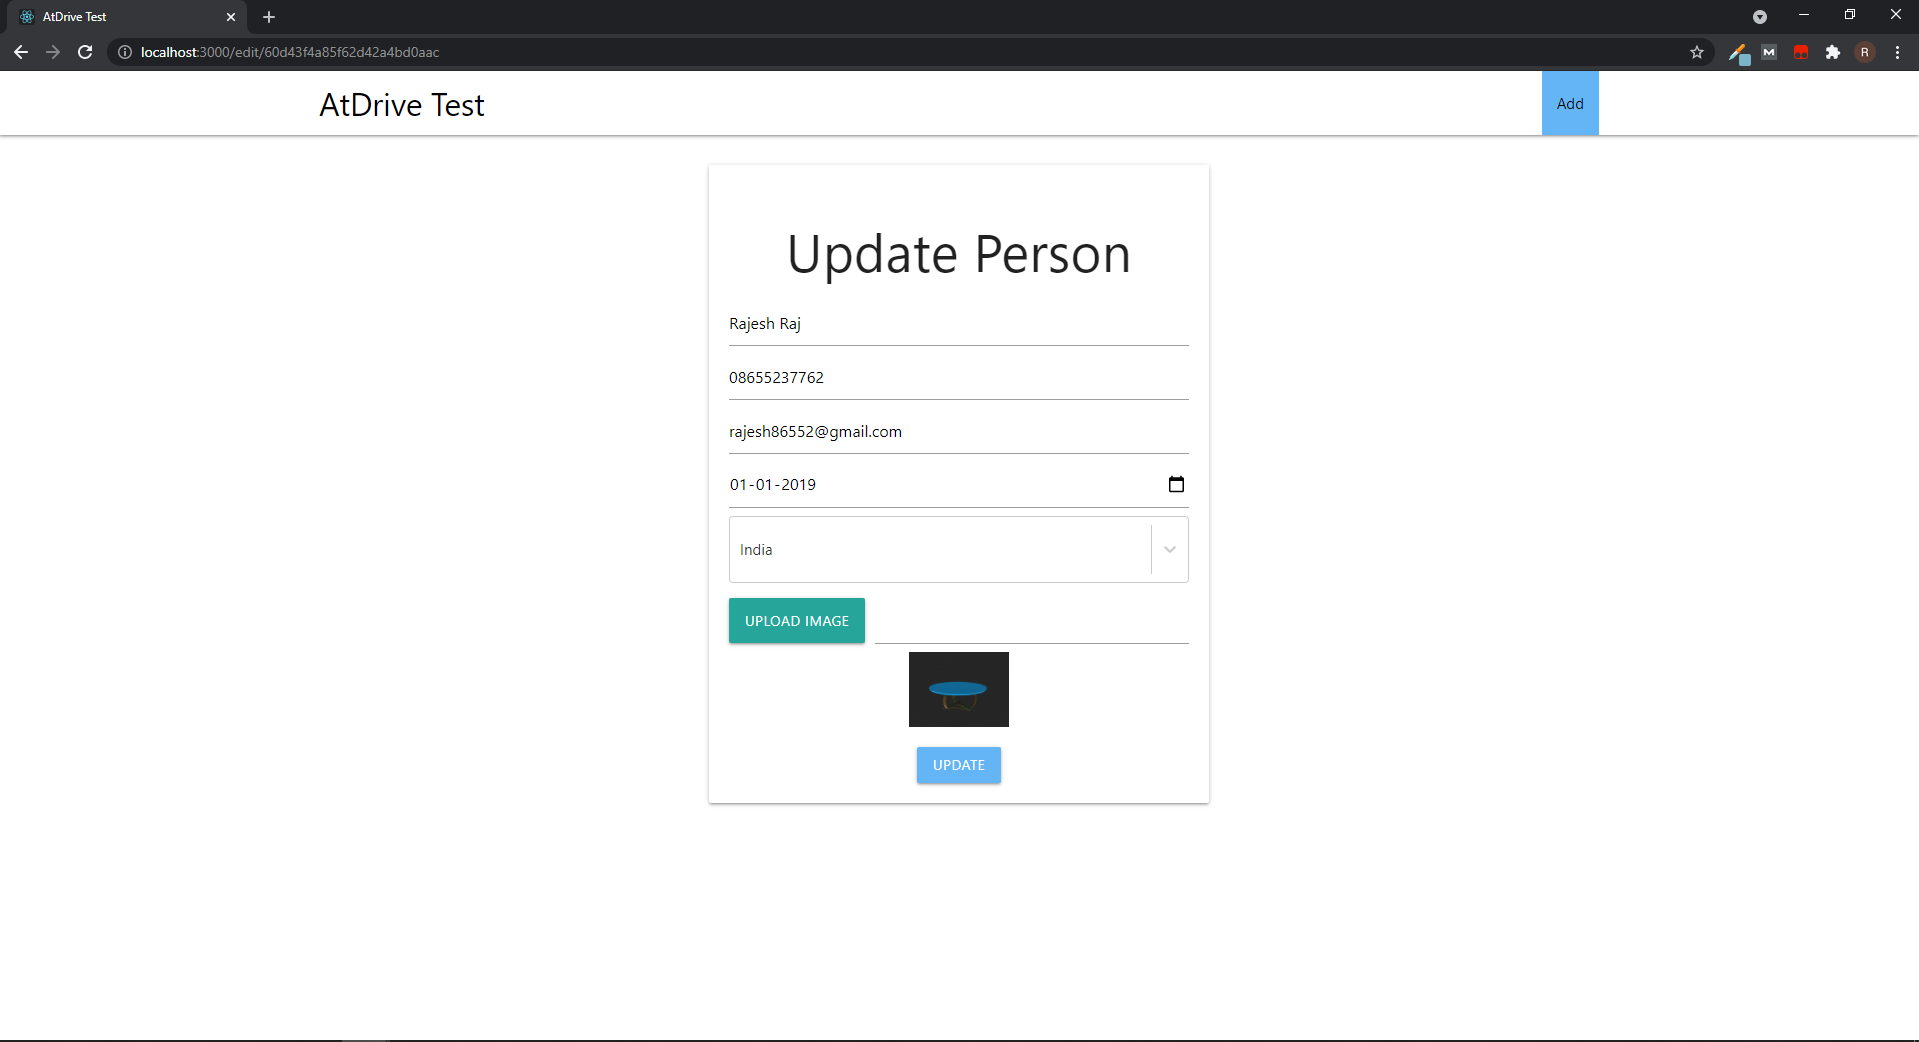 AtDrive Test
localhost:3000/edit/60d43f4a85f62d42a4bd0aac
R
AtDrive Test
Add
Update Person
Rajesh Raj
08655237762
rajesh86552@gmail.com
01-01-2019
India
UPLOAD IMAGE
UPDATE